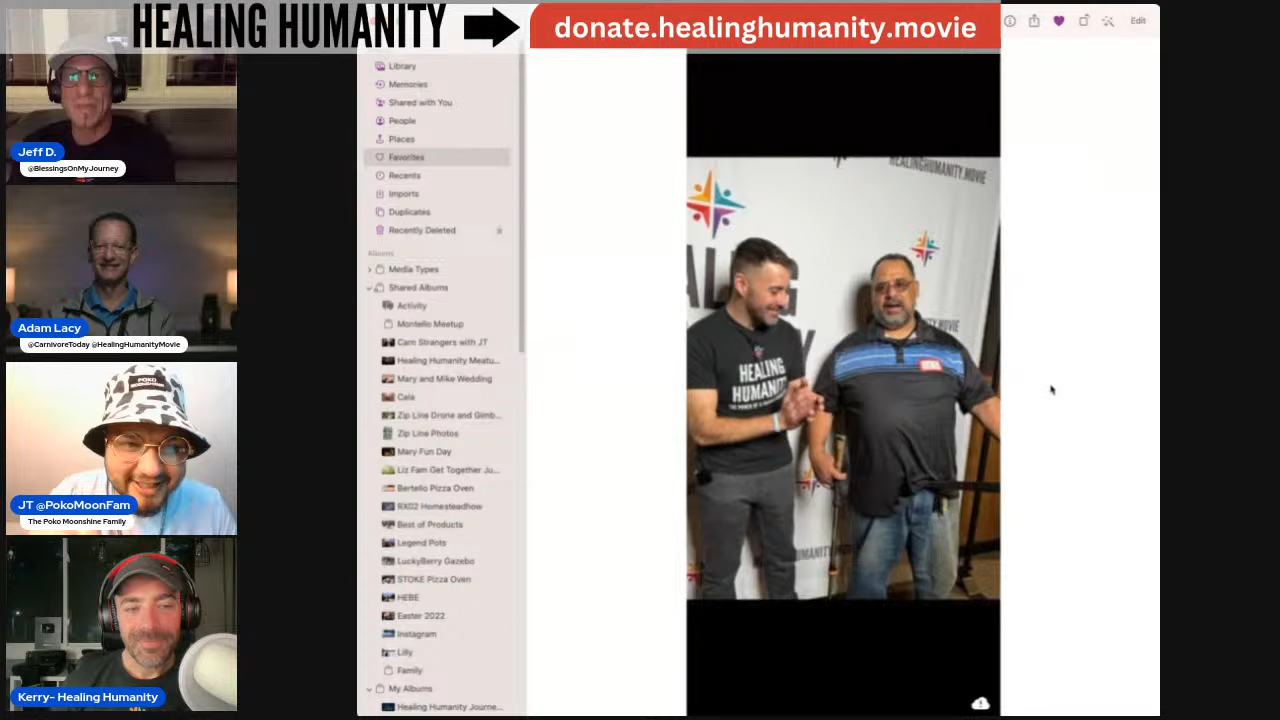 HEALING HUMANITY
donate.healinghumanity.movie
Edit
Library
Memories
Shared with You
People
Places
Favorites
Recents
Imports
Duplicates
Recently Deleted
Albums
Media Types
Shared Albums
Activity
Montello Meetup
Cam Strangers with JT
Healing Humanity Meatu...
Mary and Mike Wedding
Cala
Zip Line Drone and Gimb...
Zip Line Photos
Mary Fun Day
Liz Fam Get Together Ju...
Bertello Pizza Oven
RX02 Homesteadhow
Best of Products
Legend Pots
LuckyBerry Gazebo
STOKE Pizza Oven
HEBE
Easter 2022
Instagram
Lilly
Family
My Albums
Healing Humanity Journe...
Jeff D.
@BlessingsOnMyJourney
Adam Lacy
@CarnivoreToday @HealingHumanityMovie
POKO
MOONSHINE
JT @PokoMoonFam
The Poko Moonshine Family
Kerry- Healing Humanity
HEALINGHUMANITY.MOVIE
HEALING
HUMANITY